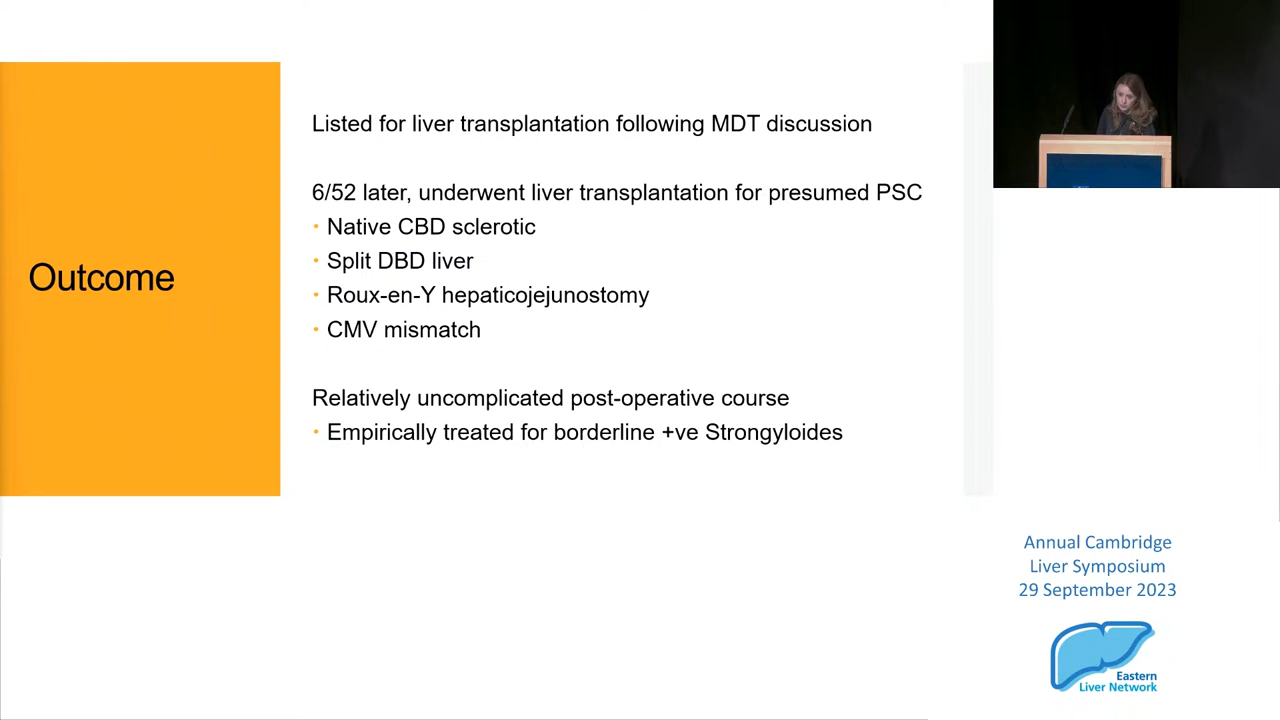 Outcome
Listed for liver transplantation following MDT discussion
6/52 later, underwent liver transplantation for presumed PSC
• Native CBD sclerotic
• Split DBD liver
• Roux-en-Y hepaticojejunostomy
• CMV mismatch
Relatively uncomplicated post-operative course
• Empirically treated for borderline +ve Strongyloides
Annual Cambridge
Liver Symposium
29 September 2023
Eastern
Liver Network